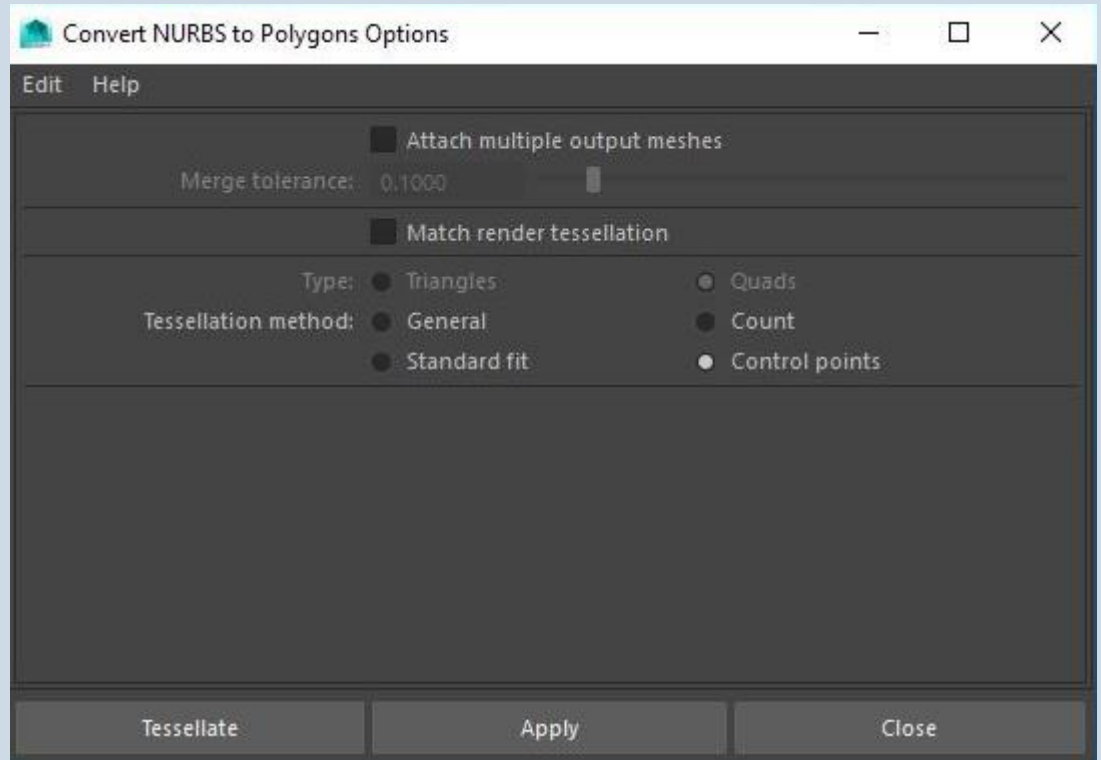 Convert NURBS to Polygons Options
Edit Help
Attach multiple output meshes
Merge tolerance: 0.1000
Match render tessellation
Type: Triangles Quads
Tessellation method: General Count
Standard fit Control points
Tessellate Apply Close